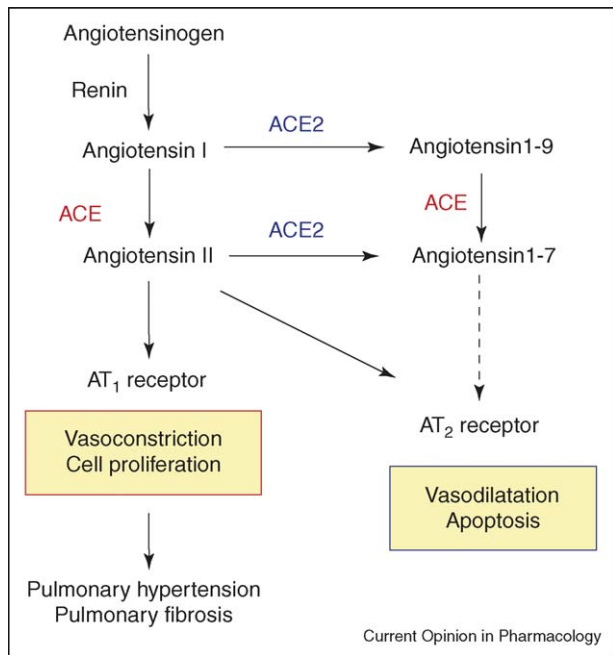 Angiotensinogen
Renin
ACE2
Angiotensin I
Angiotensin1-9
ACE
ACE
ACE2
Angiotensin II
Angiotensin1-7
AT₁ receptor
AT₂ receptor
Vasoconstriction
Cell proliferation
Vasodilatation
Apoptosis
Pulmonary hypertension
Pulmonary fibrosis
Current Opinion in Pharmacology